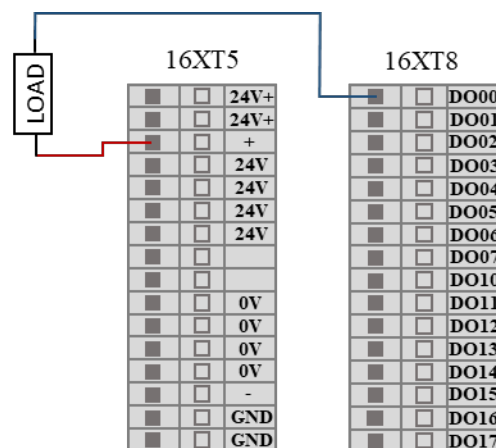 16XT5
16XT8
LOAD
24V+
24V+
+
24V
24V
24V
24V
0V
0V
0V
0V
-
GND
GND
DO00
DO01
DO02
DO03
DO04
DO05
DO06
DO07
DO10
DO11
DO12
DO13
DO14
DO15
DO16
DO17